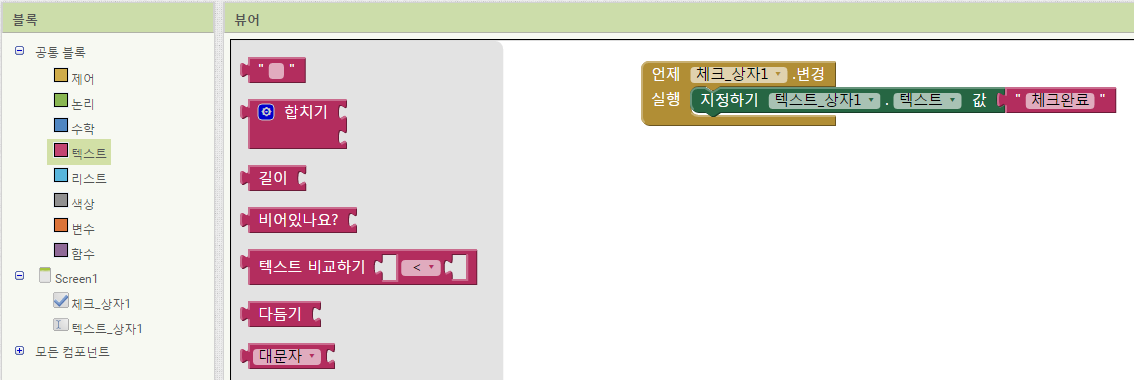 블록
공통 블록
제어
논리
수학
텍스트
리스트
색상
변수
함수
Screen1
체크_상자1
텍스트_상자1
모든 컴포넌트
뷰어
" "
합치기
길이
비어있나요?
텍스트 비교하기 <
다듬기
대문자
언제 체크_상자1 .변경
실행 지정하기 텍스트_상자1 . 텍스트 값 " 체크완료 "